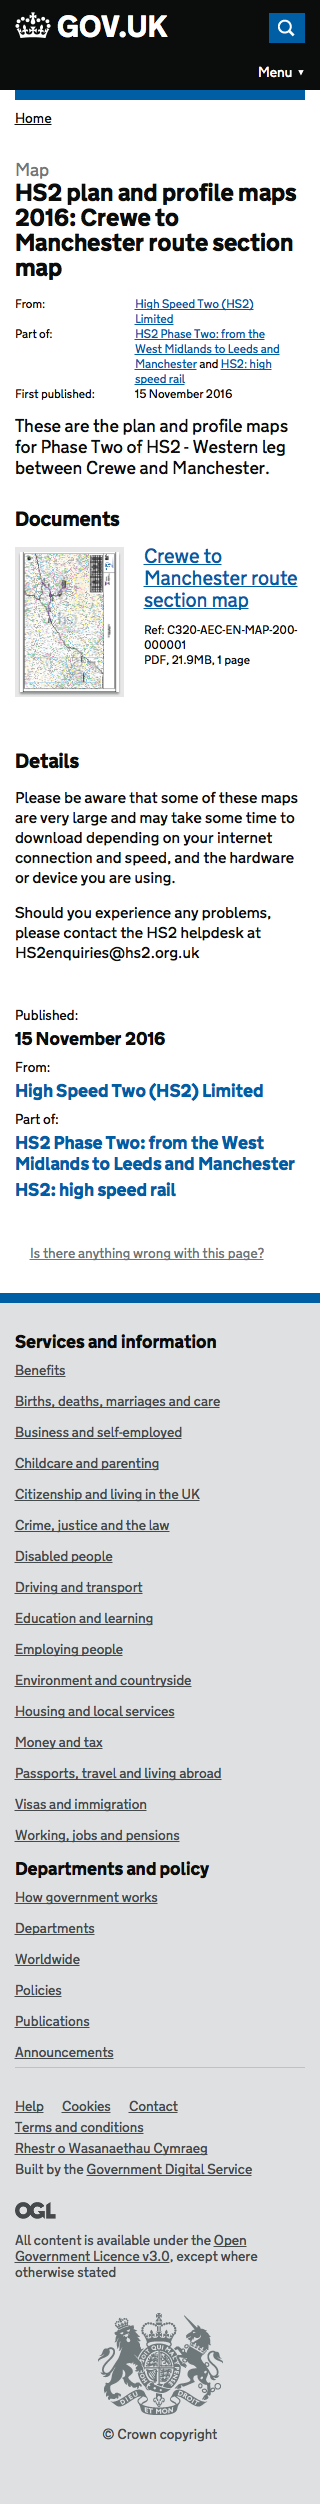 GOV.UK
Menu ▼
Home
Map
HS2 plan and profile maps
2016: Crewe to
Manchester route section
map
From: High Speed Two (HS2)
Limited
Part of: HS2 Phase Two: from the
West Midlands to Leeds and
Manchester and HS2: high
speed rail
First published: 15 November 2016
These are the plan and profile maps
for Phase Two of HS2 - Western leg
between Crewe and Manchester.
Documents
Crewe to
Manchester route
section map
Ref: C320-AEC-EN-MAP-200-
000001
PDF, 21.9MB, 1 page
Details
Please be aware that some of these maps
are very large and may take some time to
download depending on your internet
connection and speed, and the hardware
or device you are using.
Should you experience any problems,
please contact the HS2 helpdesk at
HS2enquiries@hs2.org.uk
Published:
15 November 2016
From:
High Speed Two (HS2) Limited
Part of:
HS2 Phase Two: from the West
Midlands to Leeds and Manchester
HS2: high speed rail
Is there anything wrong with this page?
Services and information
Benefits
Births, deaths, marriages and care
Business and self-employed
Childcare and parenting
Citizenship and living in the UK
Crime, justice and the law
Disabled people
Driving and transport
Education and learning
Employing people
Environment and countryside
Housing and local services
Money and tax
Passports, travel and living abroad
Visas and immigration
Working, jobs and pensions
Departments and policy
How government works
Departments
Worldwide
Policies
Publications
Announcements
Help Cookies Contact
Terms and conditions
Rhestr o Wasanaethau Cymraeg
Built by the Government Digital Service
OGL
All content is available under the Open
Government Licence v3.0, except where
otherwise stated
DIEU ET MON DROIT
© Crown copyright